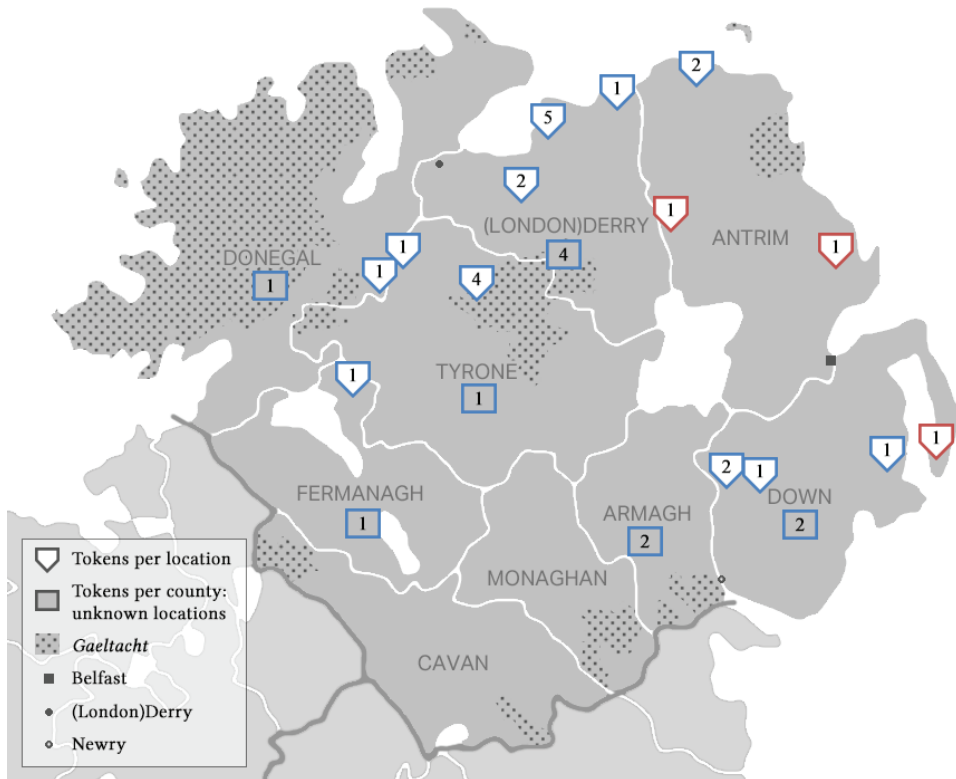 2
1
5
2
1
(LONDON)DERRY
ANTRIM
1
1
DONEGAL
4
1
1
4
1
TYRONE
1
1
1
1
2
1
FERMANAGH
DOWN
1
ARMAGH
2
2
MONAGHAN
CAVAN
Tokens per location
Tokens per county:
unknown locations
Gaeltacht
Belfast
(London)Derry
Newry